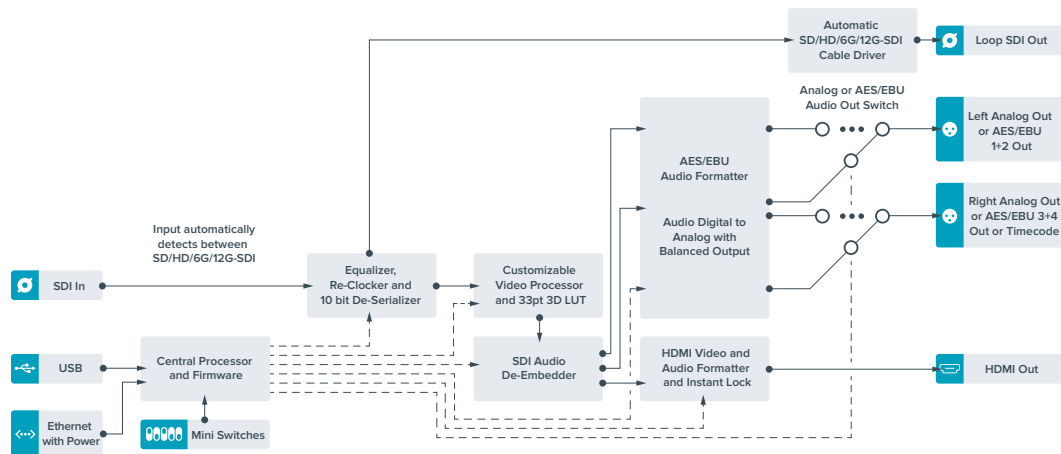 Automatic
SD/HD/6G/12G-SDI
Cable Driver
Loop SDI Out
Analog or AES/EBU
Audio Out Switch
Left Analog Out
or AES/EBU
1+2 Out
AES/EBU
Audio Formatter
Right Analog Out
or AES/EBU 3+4
Out or Timecode
Audio Digital to
Analog with
Balanced Output
Input automatically
detects between
SD/HD/6G/12G-SDI
SDI In
Equalizer,
Re-Clocker and
10 bit De-Serializer
Customizable
Video Processor
and 33pt 3D LUT
USB
Central Processor
and Firmware
SDI Audio
De-Embedder
HDMI Video and
Audio Formatter
and Instant Lock
HDMI Out
Ethernet
with Power
Mini Switches